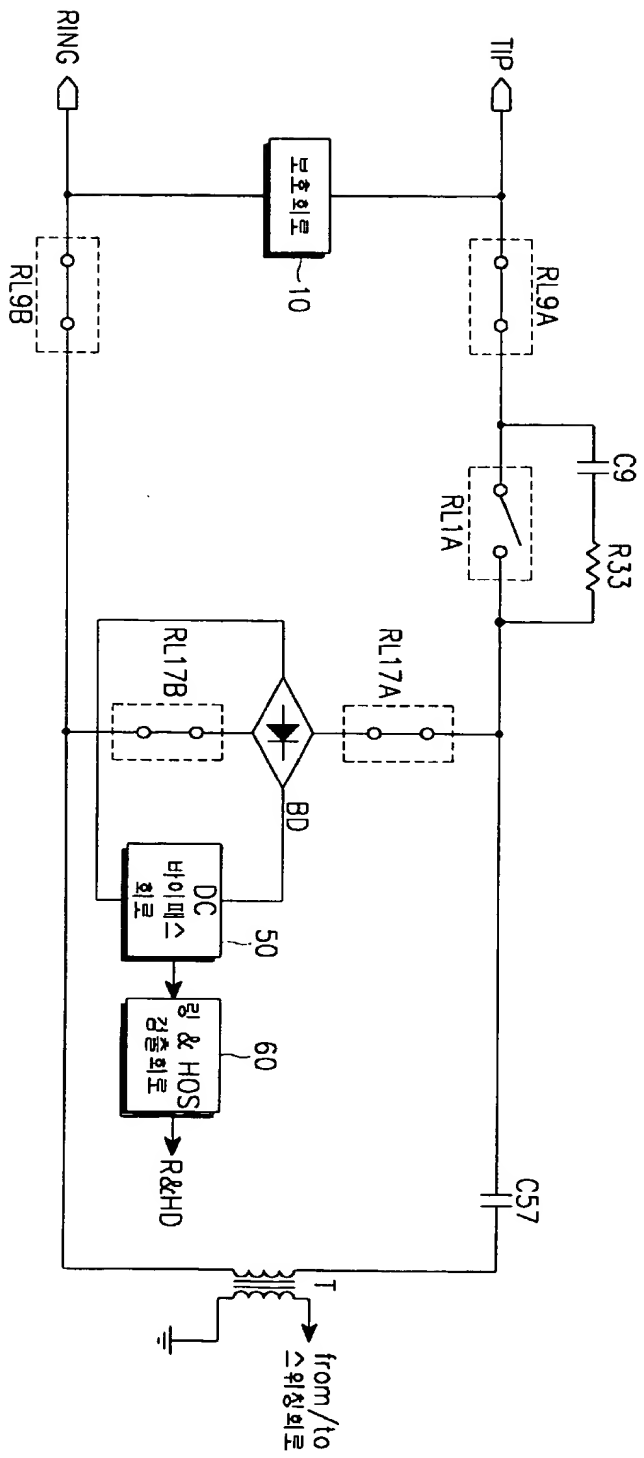 TIP
RING
보호회로
10
RL9A
RL9B
C9
R33
RL1A
RL17A
RL17B
BD
DC
바이패스
회로
50
링 & HOS
검출회로
60
R&HD
C57
T
from/to
스위칭회로